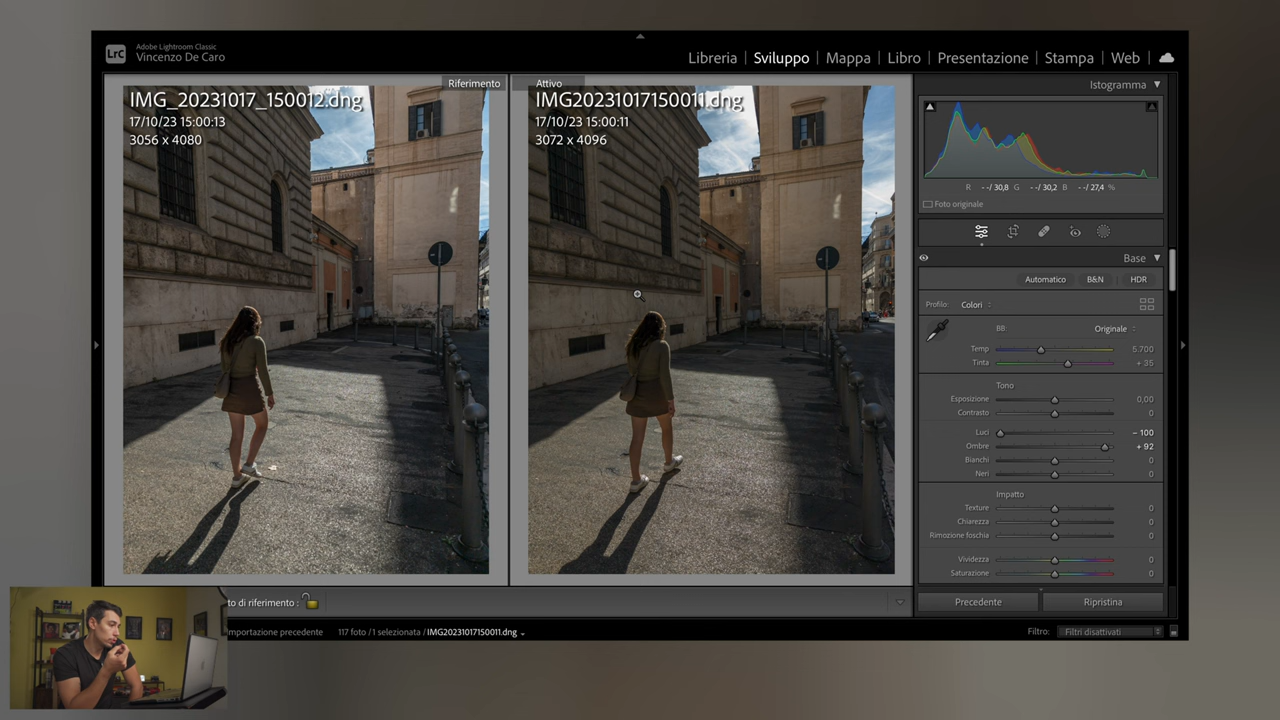 LrC
Adobe Lightroom Classic
Vincenzo De Caro
Libreria | Sviluppo | Mappa | Libro | Presentazione | Stampa | Web
Riferimento
Attivo
IMG_20231017_150012.dng
17/10/23 15:00:13
3056 x 4080
IMG20231017150011.dng
17/10/23 15:00:11
3072 x 4096
Istogramma
R --/ 30,8 G --/ 30,2 B --/ 27,4 %
Foto originale
Base
Automatico B&N HDR
Profilo: Colori
BB: Originale
Temp 5.700
Tinta + 35
Tono
Esposizione 0,00
Contrasto 0
Luci – 100
Ombre + 92
Bianchi 0
Neri 0
Impatto
Texture 0
Chiarezza 0
Rimozione foschia 0
Vividezza 0
Saturazione 0
Precedente Ripristina
to di riferimento :
mportazione precedente 117 foto / 1 selezionata / IMG20231017150011.dng
Filtro: Filtri disattivati